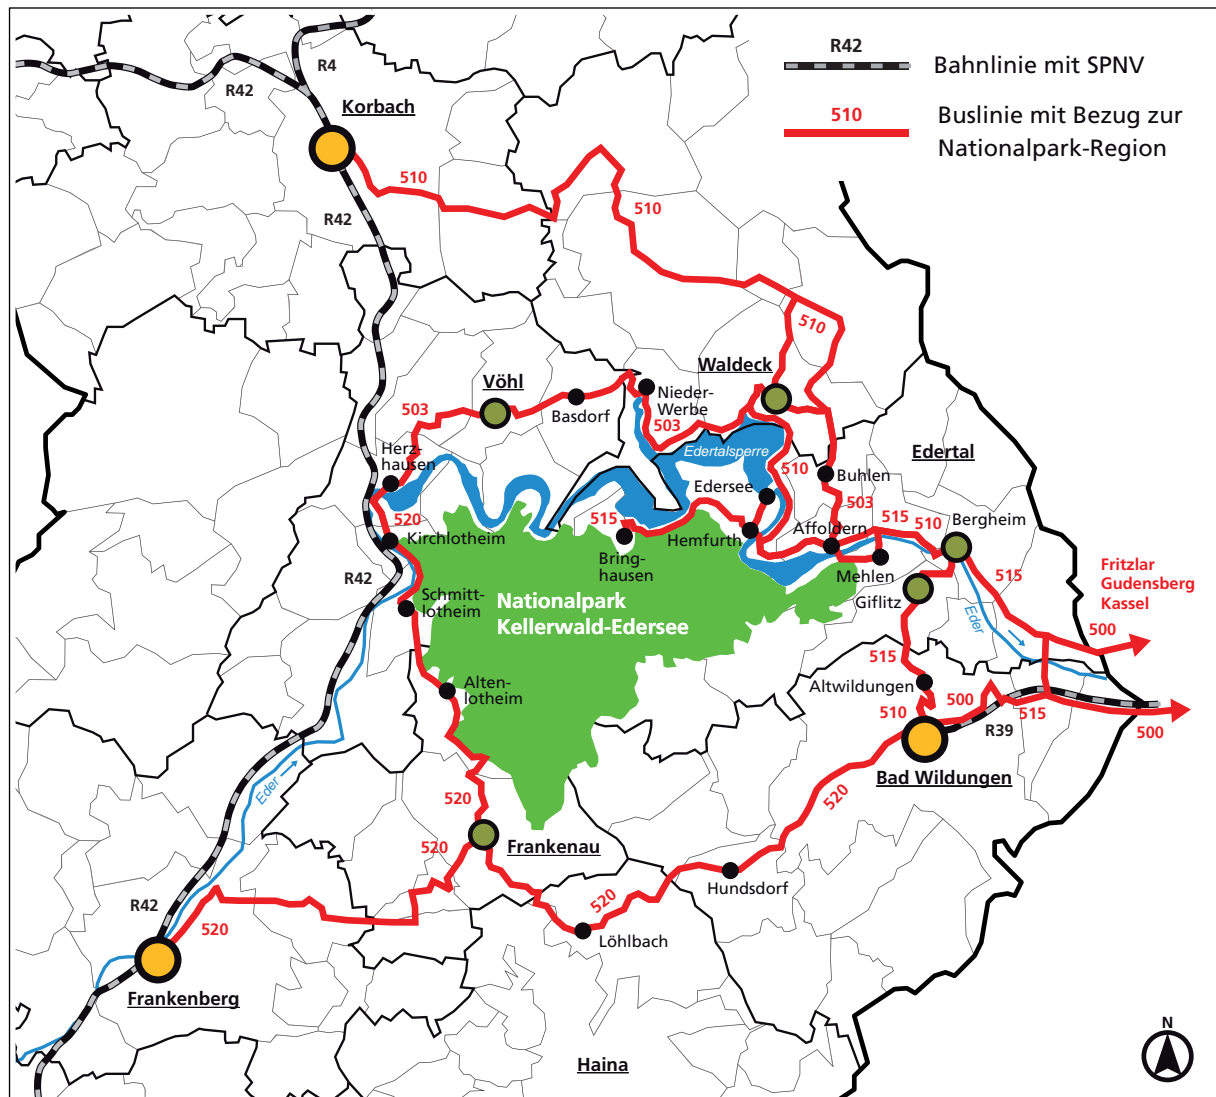 R42
Bahnlinie mit SPNV
510
Buslinie mit Bezug zur
Nationalpark-Region
R4
R42
Korbach
510
R42
510
510
Waldeck
Vöhl
Nieder-
Werbe
503
Basdorf
503
Herz-
hausen
Edertalsperre
Edertal
510
Buhlen
Edersee
503
520
Kirchlotheim
515
Hemfurth
Affoldern
515
510
Bergheim
Bring-
hausen
Mehlen
Giflitz
515
Fritzlar
Gudensberg
Kassel
R42
Schmitt-
lotheim
Nationalpark
Kellerwald-Edersee
Eder
500
515
Alten-
lotheim
Altwildungen
510
500
515
R39
500
Bad Wildungen
Eder
520
520
520
Frankenau
Hundsdorf
520
R42
520
Löhlbach
Frankenberg
Haina
N